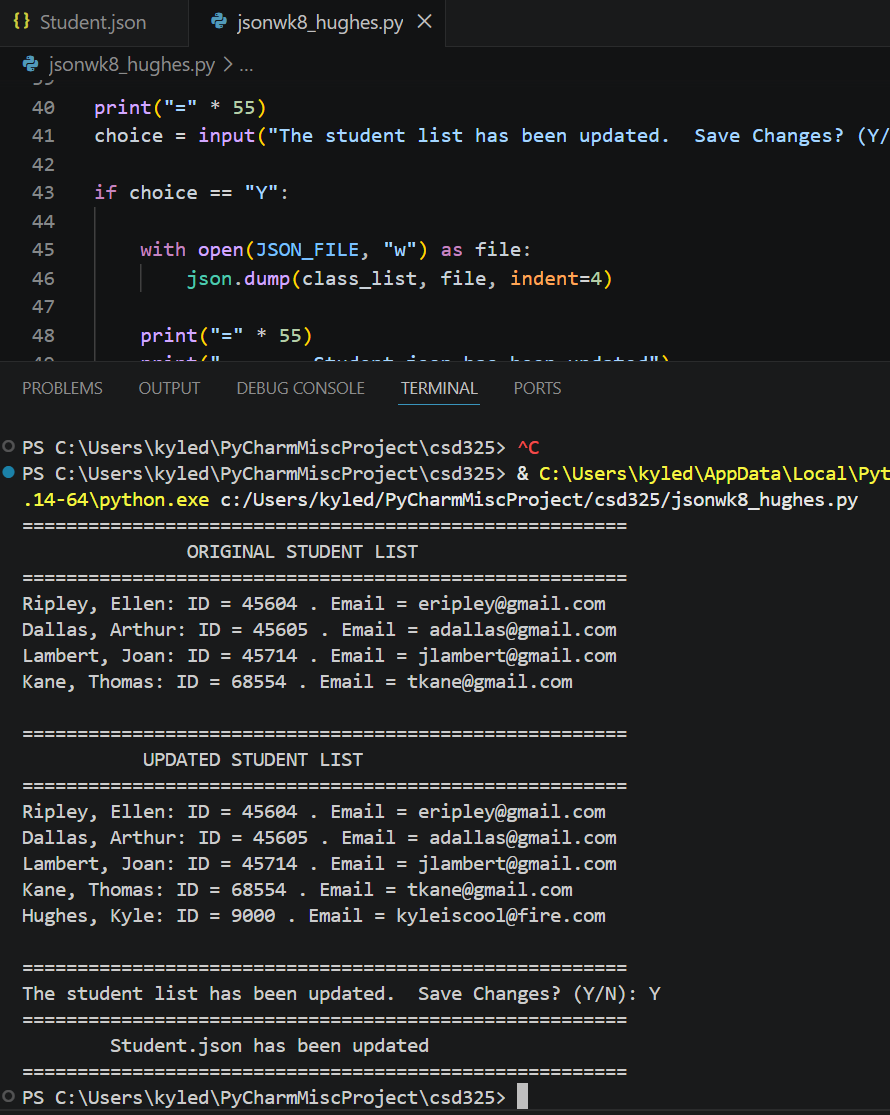 {} Student.json jsonwk8_hughes.py ×
jsonwk8_hughes.py > ...
40 print("=" * 55)
41 choice = input("The student list has been updated.  Save Changes? (Y/
42
43 if choice == "Y":
44
45     with open(JSON_FILE, "w") as file:
46         json.dump(class_list, file, indent=4)
47
48     print("=" * 55)
49     print("        Student.json has been updated")
PROBLEMS OUTPUT DEBUG CONSOLE TERMINAL PORTS
PS C:\Users\kyled\PyCharmMiscProject\csd325> ^C
PS C:\Users\kyled\PyCharmMiscProject\csd325> & C:\Users\kyled\AppData\Local\Pyt
.14-64\python.exe c:/Users/kyled/PyCharmMiscProject/csd325/jsonwk8_hughes.py
=======================================================
               ORIGINAL STUDENT LIST
=======================================================
Ripley, Ellen: ID = 45604 . Email = eripley@gmail.com
Dallas, Arthur: ID = 45605 . Email = adallas@gmail.com
Lambert, Joan: ID = 45714 . Email = jlambert@gmail.com
Kane, Thomas: ID = 68554 . Email = tkane@gmail.com

=======================================================
           UPDATED STUDENT LIST
=======================================================
Ripley, Ellen: ID = 45604 . Email = eripley@gmail.com
Dallas, Arthur: ID = 45605 . Email = adallas@gmail.com
Lambert, Joan: ID = 45714 . Email = jlambert@gmail.com
Kane, Thomas: ID = 68554 . Email = tkane@gmail.com
Hughes, Kyle: ID = 9000 . Email = kyleiscool@fire.com

=======================================================
The student list has been updated.  Save Changes? (Y/N): Y
=======================================================
        Student.json has been updated
=======================================================
PS C:\Users\kyled\PyCharmMiscProject\csd325>